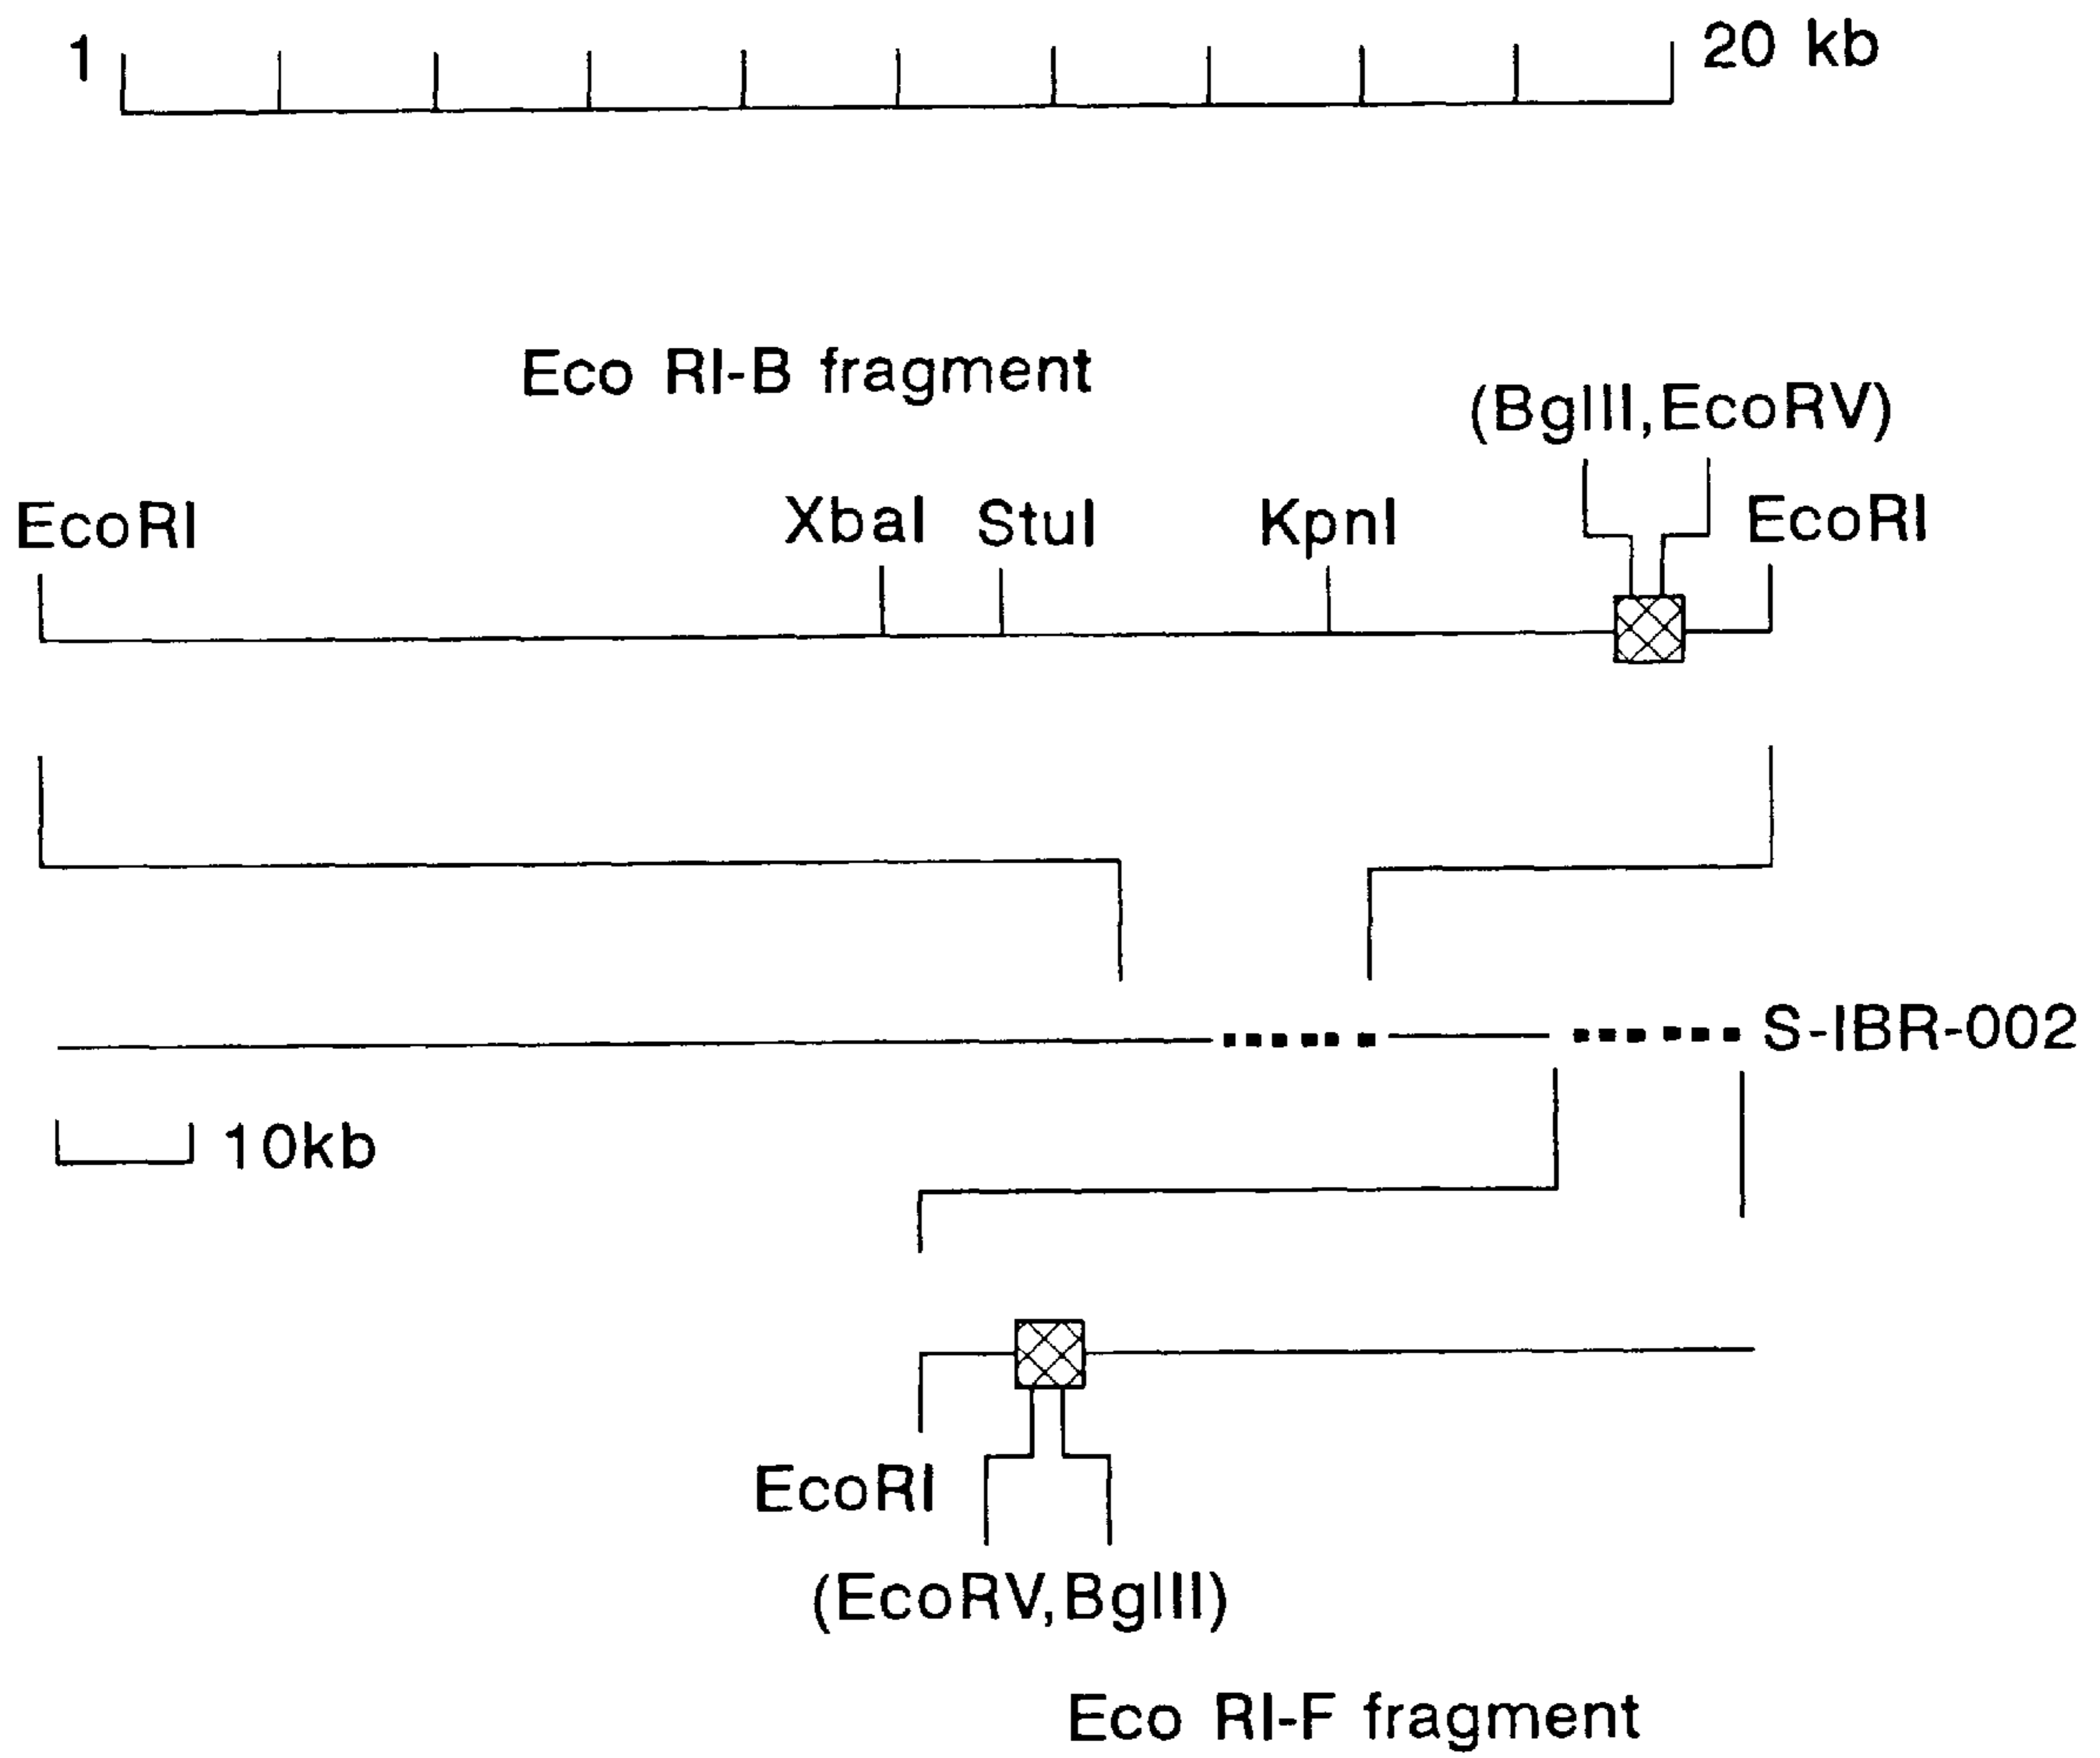 1
20 kb
Eco RI-B fragment
(BglII,EcoRV)
EcoRI
XbaI
StuI
KpnI
EcoRI
S-IBR-002
10kb
EcoRI
(EcoRV,BglII)
Eco RI-F fragment